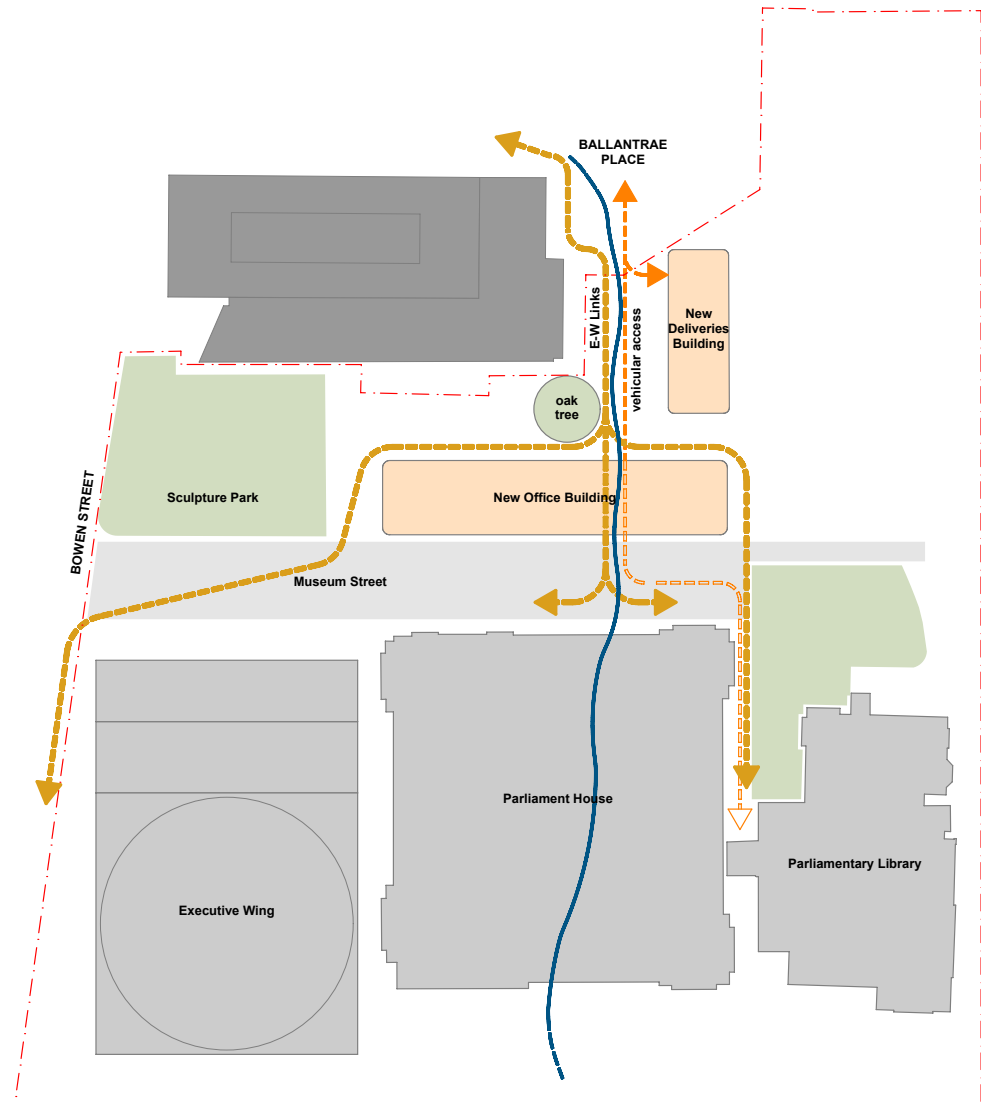 BALLANTRAE
PLACE
E-W Links
vehicular access
New
Deliveries
Building
oak
tree
BOWEN STREET
Sculpture Park
New Office Building
Museum Street
Parliament House
Parliamentary Library
Executive Wing